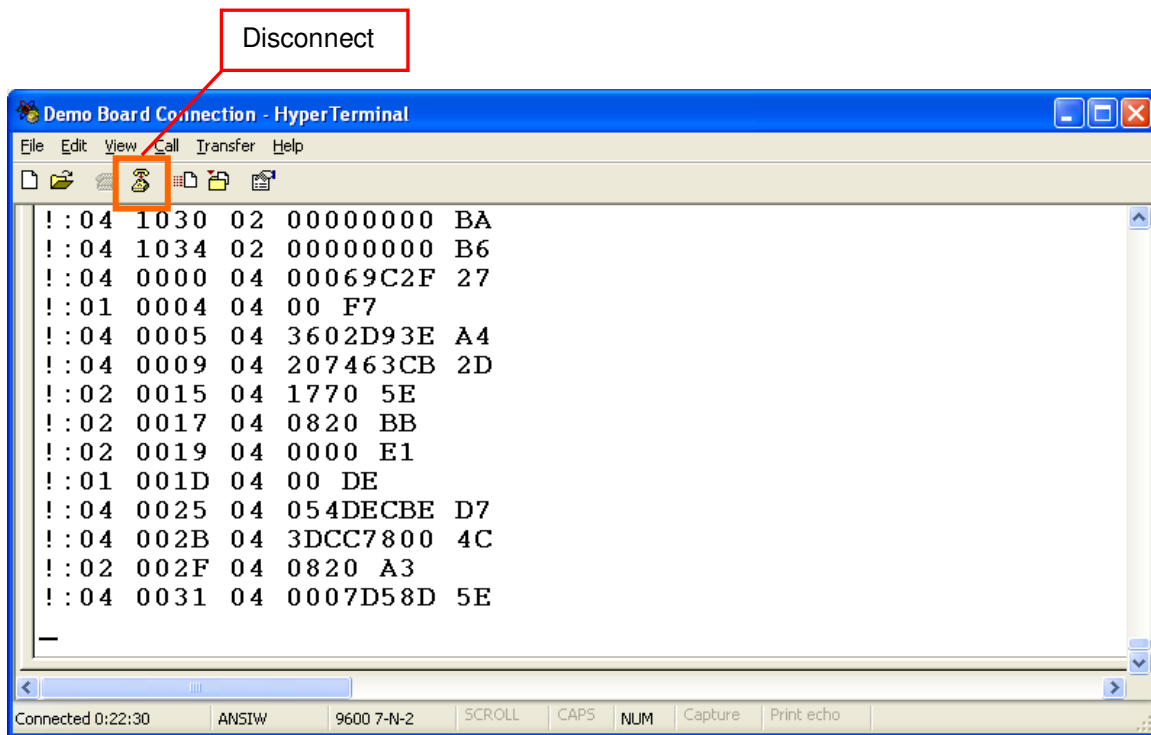 Disconnect
Demo Board Connection - HyperTerminal
File Edit View Call Transfer Help
!:04 1030 02 00000000 BA
!:04 1034 02 00000000 B6
!:04 0000 04 00069C2F 27
!:01 0004 04 00 F7
!:04 0005 04 3602D93E A4
!:04 0009 04 207463CB 2D
!:02 0015 04 1770 5E
!:02 0017 04 0820 BB
!:02 0019 04 0000 E1
!:01 001D 04 00 DE
!:04 0025 04 054DECBE D7
!:04 002B 04 3DCC7800 4C
!:02 002F 04 0820 A3
!:04 0031 04 0007D58D 5E
_
Connected 0:22:30 ANSIW 9600 7-N-2 SCROLL CAPS NUM Capture Print echo